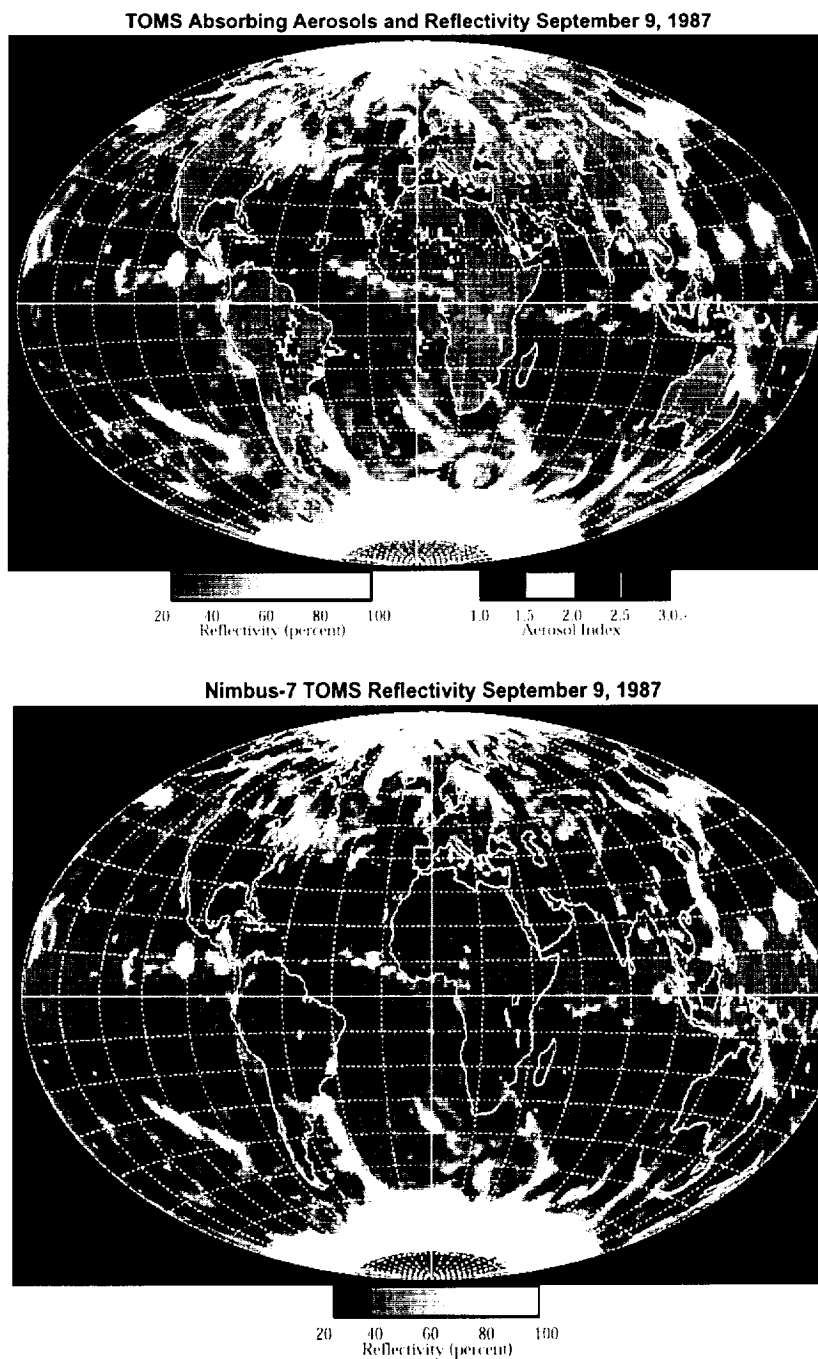 TOMS Absorbing Aerosols and Reflectivity September 9, 1987
20 40 60 80 100
Reflectivity (percent)
1.0 1.5 2.0 2.5 3.0+
Aerosol Index
Nimbus-7 TOMS Reflectivity September 9, 1987
20 40 60 80 100
Reflectivity (percent)